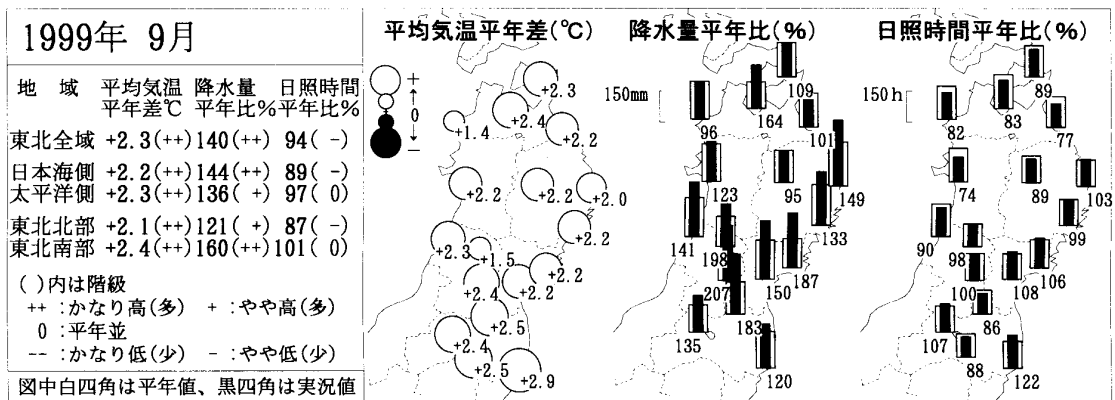 1999年 9月
地 域 平均気温 降水量 日照時間
平年差℃ 平年比% 平年比%
東北全域 +2.3(++) 140(++) 94( -)
日本海側 +2.2(++) 144(++) 89( -)
太平洋側 +2.3(++) 136( +) 97( 0)
東北北部 +2.1(++) 121( +) 87( -)
東北南部 +2.4(++) 160(++) 101( 0)
( )内は階級
++ :かなり高(多) + :やや高(多)
0 :平年並
-- :かなり低(少) - :やや低(少)
図中白四角は平年値、黒四角は実況値
平均気温平年差(℃)
+
0
-
+2.3
+2.4
+1.4
+2.2
+2.2
+2.2
+2.0
+2.2
+2.3
+1.5
+2.2
+2.4
+2.2
+2.5
+2.4
+2.5
+2.9
降水量平年比(%)
150mm
109
96
164
101
123
95
149
141
133
198
187
207
150
183
135
120
日照時間平年比(%)
150h
89
82
83
77
74
89
103
99
90
98
106
100
108
86
107
88
122